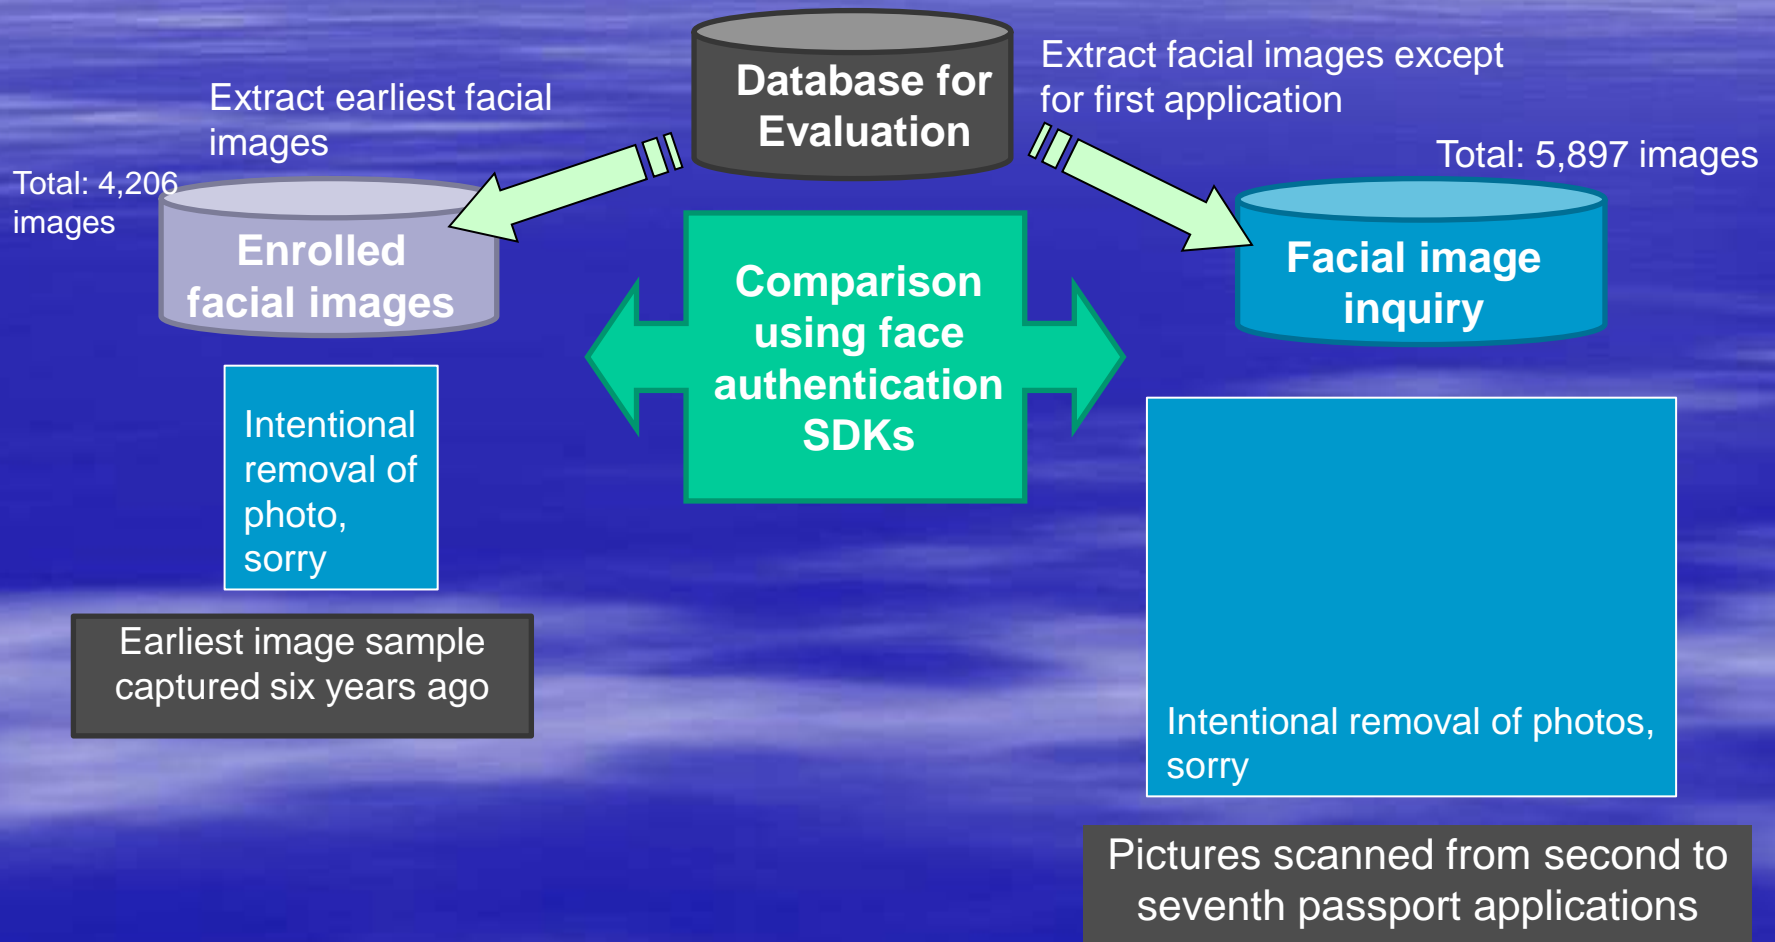 Database for
Evaluation
Extract earliest facial
images
Total: 4,206
images
Enrolled
facial images
Extract facial images except
for first application
Total: 5,897 images
Facial image
inquiry
Comparison
using face
authentication
SDKs
Intentional
removal of
photo,
sorry
Earliest image sample
captured six years ago
Intentional removal of photos,
sorry
Pictures scanned from second to
seventh passport applications